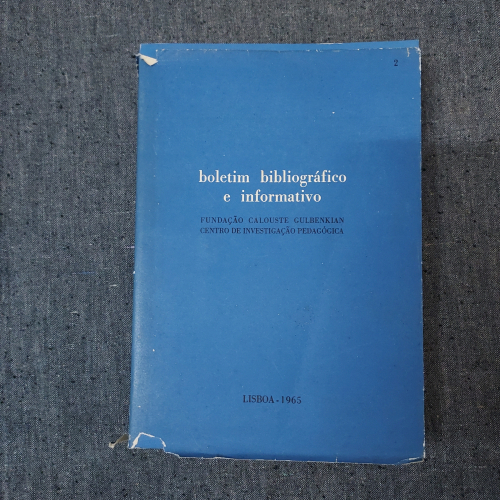 2
boletim bibliográfico
e informativo
FUNDAÇÃO CALOUSTE GULBENKIAN
CENTRO DE INVESTIGAÇÃO PEDAGÓGICA
LISBOA - 1965